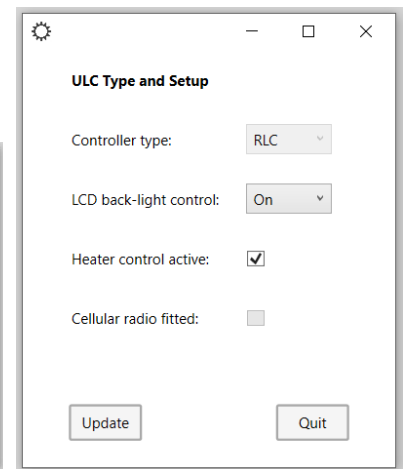 ULC Type and Setup
Controller type: RLC
LCD back-light control: On
Heater control active:
Cellular radio fitted:
Update Quit